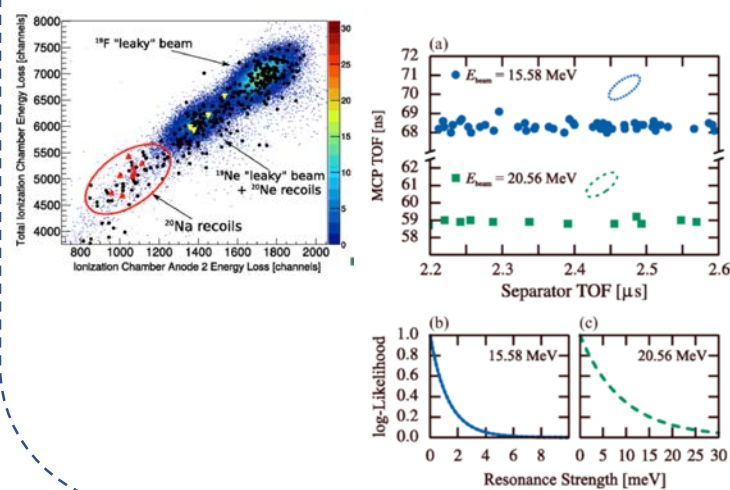 8000
7500
7000
6500
6000
5500
5000
4500
4000
Total Ionization Chamber Energy Loss [channels]
¹⁹F "leaky" beam
¹⁹Ne "leaky" beam
+ ²⁰Ne recoils
²⁰Na recoils
800 1000 1200 1400 1600 1800 2000
Ionization Chamber Anode 2 Energy Loss [channels]
30
25
20
15
10
5
0
(a)
72
71
70
69
68
62
61
60
59
58
MCP TOF [ns]
E_beam = 15.58 MeV
E_beam = 20.56 MeV
2.2 2.3 2.4 2.5 2.6
Separator TOF [μs]
(b) (c)
1.0
0.8
0.6
0.4
0.2
0.0
log-Likelihood
15.58 MeV
20.56 MeV
0 2 4 6 8
0 5 10 15 20 25 30
Resonance Strength [meV]